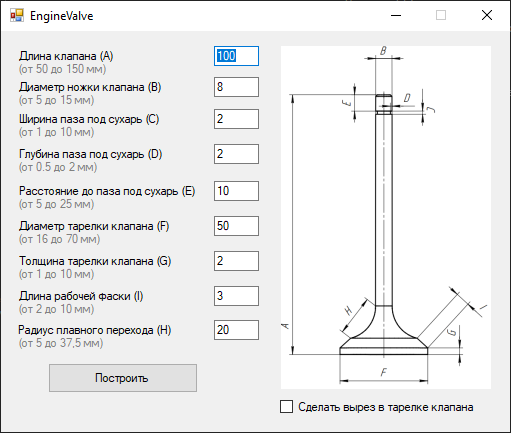 EngineValve
Длина клапана (A)
100
(от 50 до 150 мм)
Диаметр ножки клапана (B)
8
(от 5 до 15 мм)
Ширина паза под сухарь (C)
2
(от 1 до 10 мм)
Глубина паза под сухарь (D)
2
(от 0.5 до 2 мм)
Расстояние до паза под сухарь (E)
10
(от 5 до 25 мм)
Диаметр тарелки клапана (F)
50
(от 16 до 70 мм)
Толщина тарелки клапана (G)
2
(от 1 до 10 мм)
Длина рабочей фаски (I)
3
(от 2 до 10 мм)
Радиус плавного перехода (H)
20
(от 5 до 37,5 мм)
Построить
B
E
D
J
H
I
A
G
F
Сделать вырез в тарелке клапана